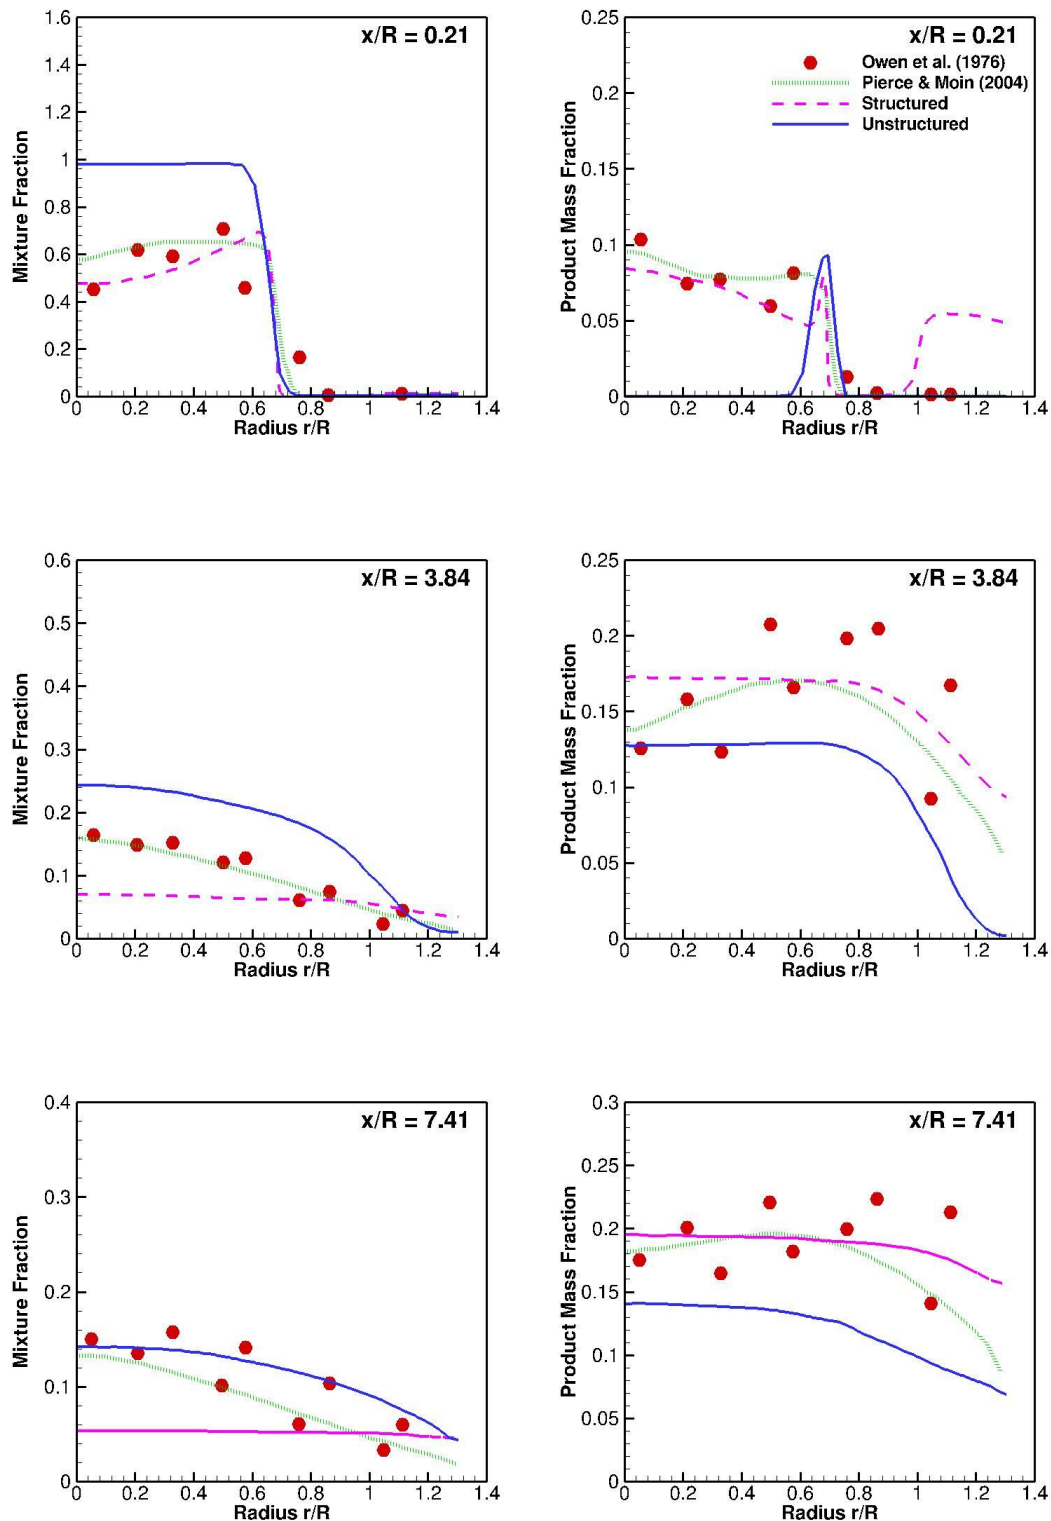 x/R = 0.21
1.6
1.4
1.2
1
0.8
0.6
0.4
0.2
0
Mixture Fraction
0 0.2 0.4 0.6 0.8 1 1.2 1.4
Radius r/R
x/R = 0.21
Owen et al. (1976)
Pierce & Moin (2004)
Structured
Unstructured
0.25
0.2
0.15
0.1
0.05
0
Product Mass Fraction
0 0.2 0.4 0.6 0.8 1 1.2 1.4
Radius r/R
x/R = 3.84
0.6
0.5
0.4
0.3
0.2
0.1
0
Mixture Fraction
0 0.2 0.4 0.6 0.8 1 1.2 1.4
Radius r/R
x/R = 3.84
0.25
0.2
0.15
0.1
0.05
0
Product Mass Fraction
0 0.2 0.4 0.6 0.8 1 1.2 1.4
Radius r/R
x/R = 7.41
0.4
0.3
0.2
0.1
0
Mixture Fraction
0 0.2 0.4 0.6 0.8 1 1.2 1.4
Radius r/R
x/R = 7.41
0.3
0.25
0.2
0.15
0.1
0.05
0
Product Mass Fraction
0 0.2 0.4 0.6 0.8 1 1.2 1.4
Radius r/R